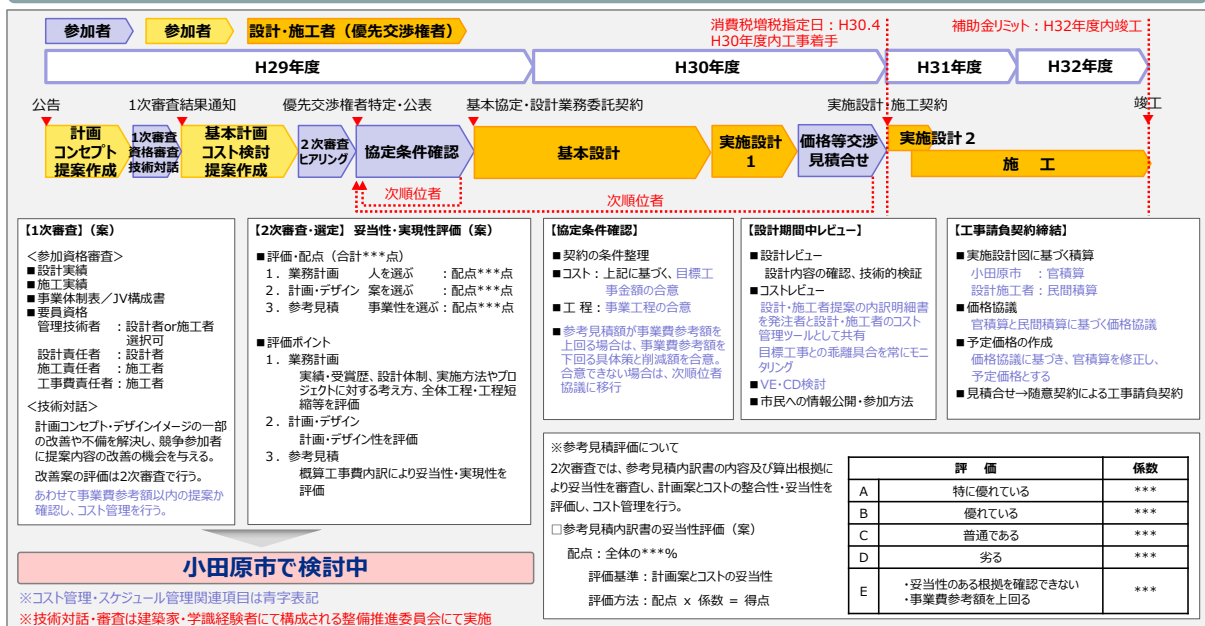 参加者
参加者
設計・施工者（優先交渉権者）
消費税増税指定日：H30.4
H30年度内工事着手
補助金リミット：H32年度内竣工
H29年度
H30年度
H31年度
H32年度
公告
1次審査結果通知
優先交渉権者特定・公表
基本協定・設計業務委託契約
実施設計・施工契約
竣工
計画
コンセプト
提案作成
1次審査
資格審査
技術対話
基本計画
コスト検討
提案作成
２次審査
ヒアリング
協定条件確認
基本設計
実施設計
1
価格等交渉
見積合せ
実施設計２
施　工
次順位者
次順位者
【1次審査】（案）
＜参加資格審査＞
■設計実績
■施工実績
■事業体制表／JV構成書
■要員資格
管理技術者　：設計者or施工者
選択可
設計責任者　：設計者
施工責任者　：施工者
工事費責任者：施工者
＜技術対話＞
計画コンセプト・デザインイメージの一部
の改善や不備を解決し、競争参加者
に提案内容の改善の機会を与える。
改善案の評価は2次審査で行う。
あわせて事業費参考額以内の提案か
確認し、コスト管理を行う。
【2次審査・選定】 妥当性・実現性評価（案）
■評価・配点（合計***点）
１．業務計画　人を選ぶ　：配点***点
２．計画・デザイン　案を選ぶ　：配点***点
３．参考見積　事業性を選ぶ：配点***点
■評価ポイント
１．業務計画
実績・受賞歴、設計体制、実施方法やプロ
ジェクトに対する考え方、全体工程・工程短
縮等を評価
２．計画・デザイン
計画・デザイン性を評価
３．参考見積
概算工事費内訳により妥当性・実現性を
評価
【協定条件確認】
■契約の条件整理
■コスト：上記に基づく、目標工
事金額の合意
■工 程：事業工程の合意
■参考見積額が事業費参考額を
上回る場合は、事業費参考額を
下回る具体策と削減額を合意。
合意できない場合は、次順位者
協議に移行
【設計期間中レビュー】
■設計レビュー
設計内容の確認、技術的検証
■コストレビュー
設計・施工者提案の内訳明細書
を発注者と設計・施工者のコスト
管理ツールとして共有
目標工事との乖離具合を常にモニ
タリング
■VE・CD検討
■市民への情報公開・参加方法
【工事請負契約締結】
■実施設計図に基づく積算
小田原市　：官積算
設計施工者：民間積算
■価格協議
官積算と民間積算に基づく価格協議
■予定価格の作成
価格協議に基づき、官積算を修正し、
予定価格とする
■見積合せ→随意契約による工事請負契約
※参考見積評価について
2次審査では、参考見積内訳書の内容及び算出根拠に
より妥当性を審査し、計画案とコストの整合性・妥当性を
評価し、コスト管理を行う。
□参考見積内訳書の妥当性評価（案）
配点：全体の***%
評価基準：計画案とコストの妥当性
評価方法：配点 x 係数 = 得点
評　価　係数
A　特に優れている　***
B　優れている　***
C　普通である　***
D　劣る　***
E　・妥当性のある根拠を確認できない　***
・事業費参考額を上回る
小田原市で検討中
※コスト管理・スケジュール管理関連項目は青字表記
※技術対話・審査は建築家・学識経験者にて構成される整備推進委員会にて実施